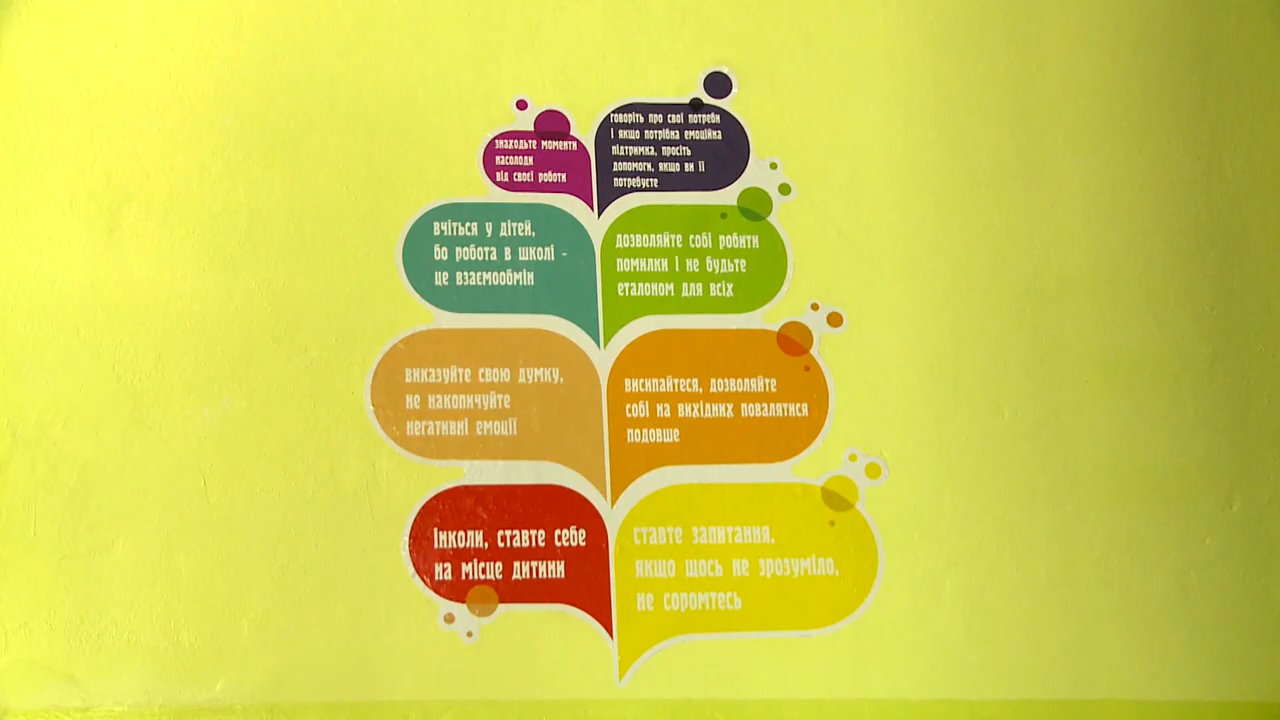 знаходьте моменти
насолоди
від своєї роботи
говоріть про свої потреби
і якщо потрібна емоційна
підтримка, просіть
допомоги, якщо ви її
потребуєте
вчіться у дітей,
бо робота в школі -
це взаємообмін
дозволяйте собі робити
помилки і не будьте
еталоном для всіх
виказуйте свою думку,
не накопичуйте
негативні емоції
висипайтеся, дозволяйте
собі на вихідних повалятися
подовше
інколи, ставте себе
на місце дитини
ставте запитання,
якщо щось не зрозуміло,
не соромтесь